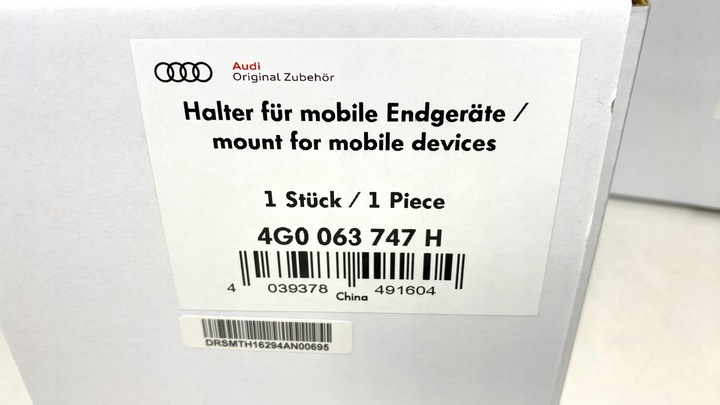 Audi
Original Zubehör
Halter für mobile Endgeräte /
mount for mobile devices
1 Stück / 1 Piece
4G0 063 747 H
4 039378 491604
China
DRSMTH16294AN00695